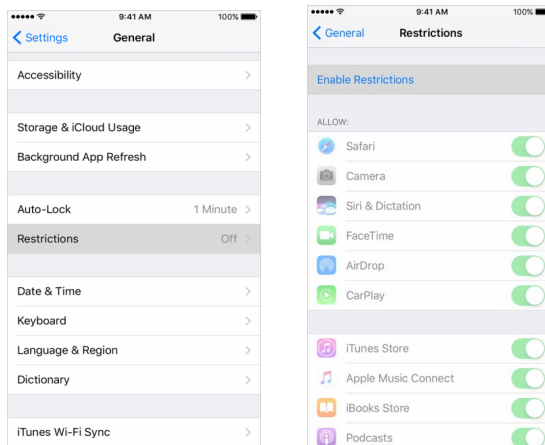 9:41 AM 100%
Settings General
Accessibility
Storage & iCloud Usage
Background App Refresh
Auto-Lock 1 Minute
Restrictions Off
Date & Time
Keyboard
Language & Region
Dictionary
iTunes Wi-Fi Sync
9:41 AM 100%
General Restrictions
Enable Restrictions
ALLOW:
Safari
Camera
Siri & Dictation
FaceTime
AirDrop
CarPlay
iTunes Store
Apple Music Connect
iBooks Store
Podcasts